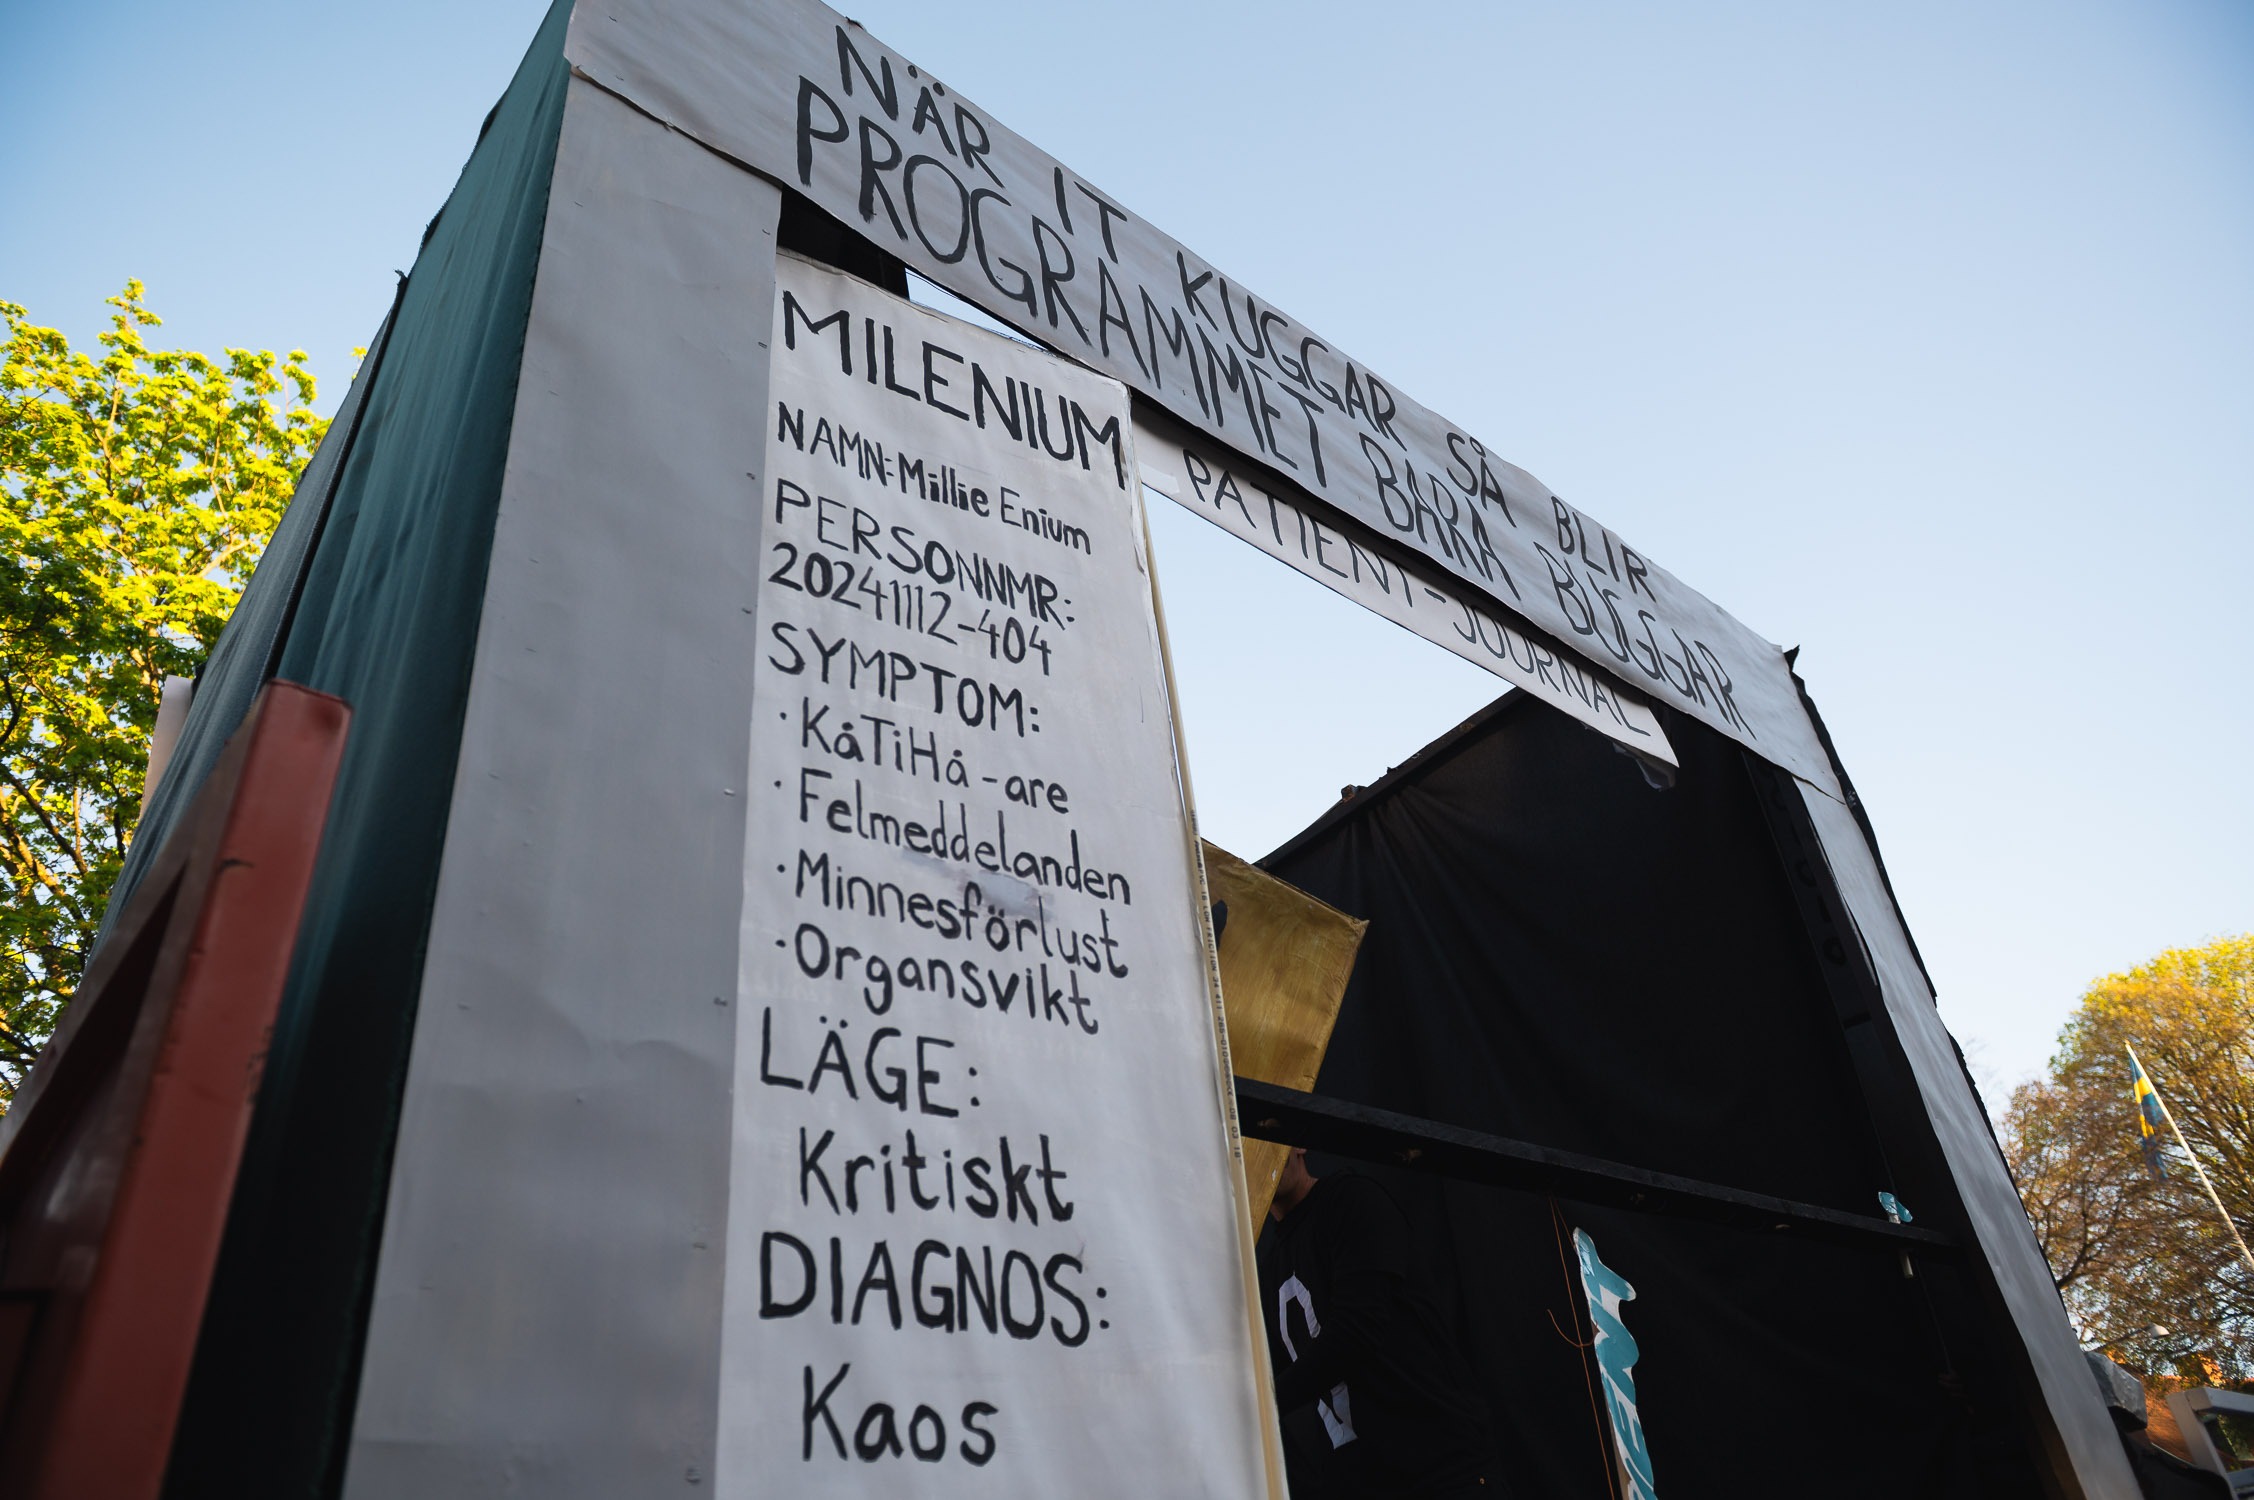 NÄR IT KUGGAR SÅ BLIR
PROGRAMMET BARA BUGGAR
PATIENT-JOURNAL
MILENIUM
NAMN: Millie Enium
PERSONNMR:
20241112-404
SYMPTOM:
· KåTiHå-are
· Felmeddelanden
· Minnesförlust
· Organsvikt
LÄGE:
Kritiskt
DIAGNOS:
Kaos